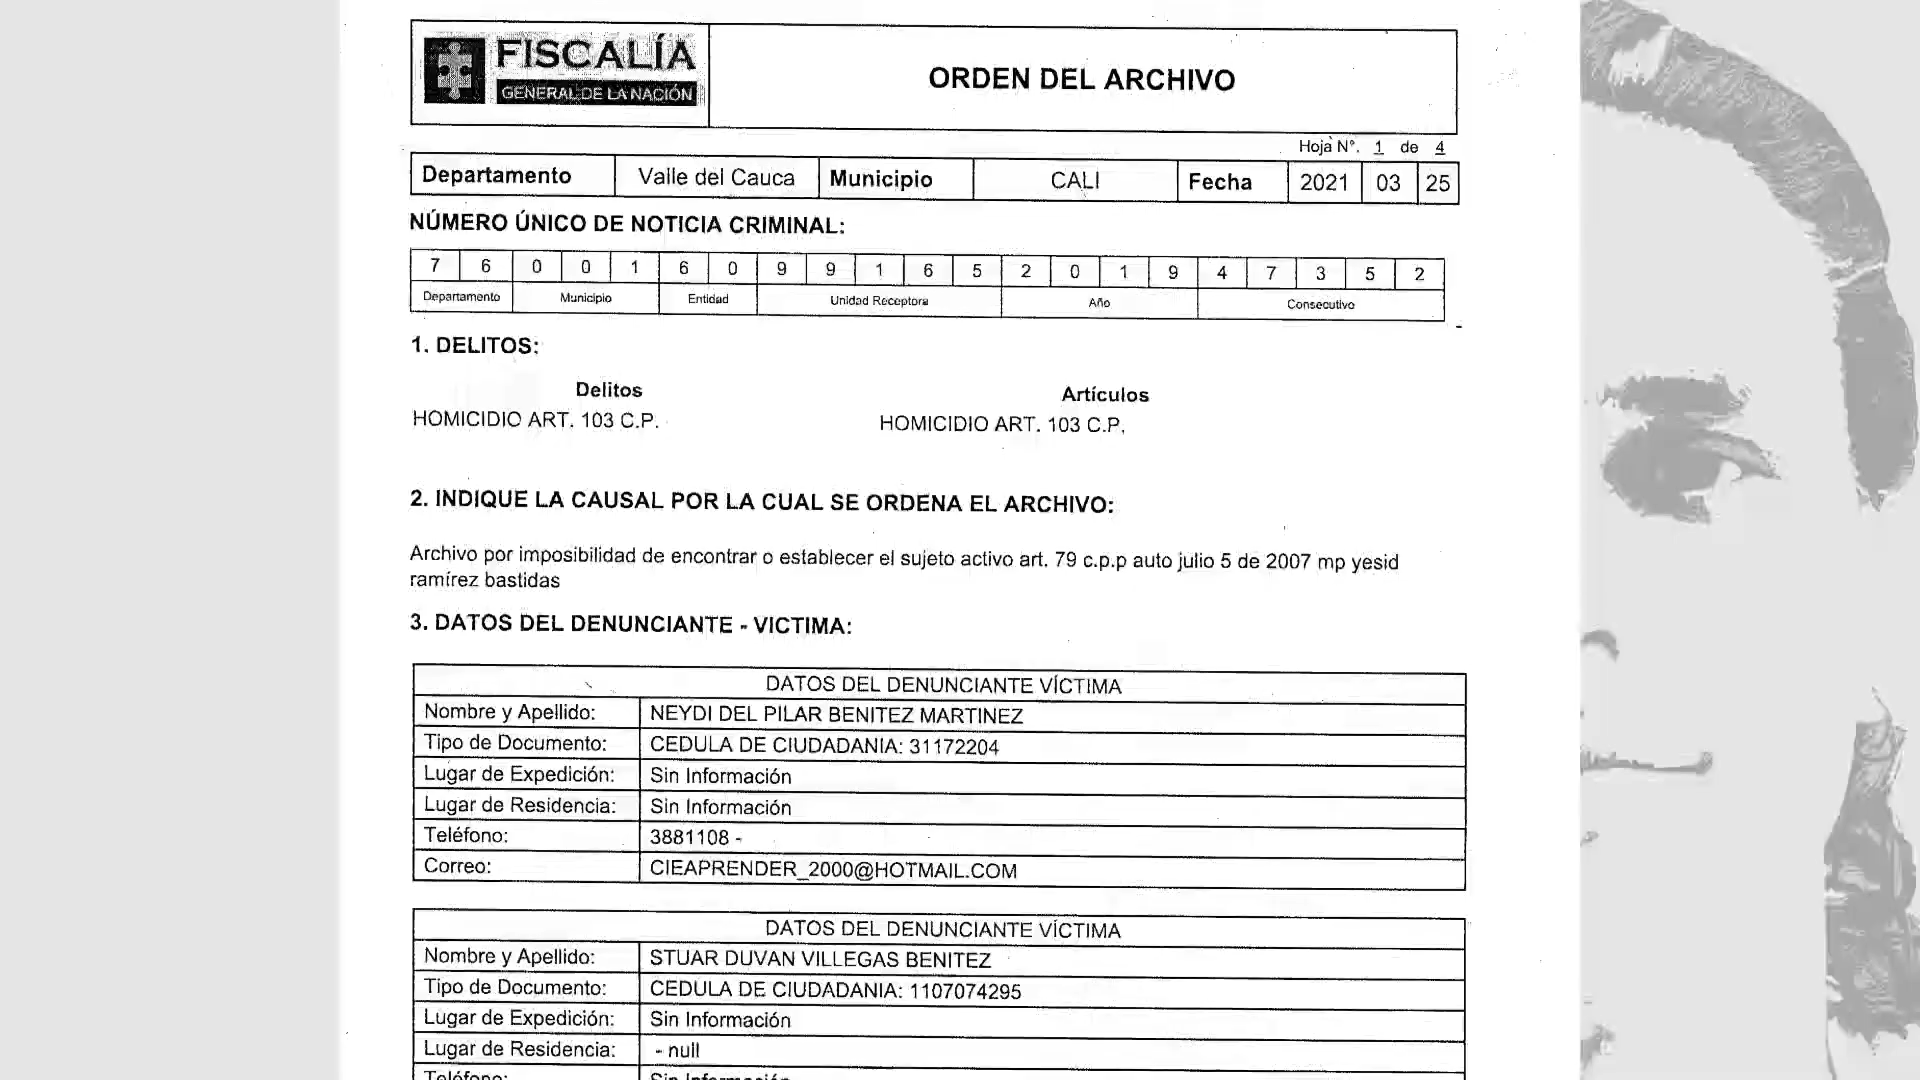 FISCALÍA
GENERAL DE LA NACIÓN
ORDEN DEL ARCHIVO
Hoja N°. 1 de 4
Departamento Valle del Cauca Municipio CALI Fecha 2021 03 25
NÚMERO ÚNICO DE NOTICIA CRIMINAL:
7 6 0 0 1 6 0 9 9 1 6 5 2 0 1 9 4 7 3 5 2
Departamento Municipio Entidad Unidad Receptora Año Consecutivo
1. DELITOS:
Delitos Artículos
HOMICIDIO ART. 103 C.P. HOMICIDIO ART. 103 C.P.
2. INDIQUE LA CAUSAL POR LA CUAL SE ORDENA EL ARCHIVO:
Archivo por imposibilidad de encontrar o establecer el sujeto activo art. 79 c.p.p auto julio 5 de 2007 mp yesid
ramírez bastidas
3. DATOS DEL DENUNCIANTE - VICTIMA:
DATOS DEL DENUNCIANTE VÍCTIMA
Nombre y Apellido: NEYDI DEL PILAR BENITEZ MARTINEZ
Tipo de Documento: CEDULA DE CIUDADANIA: 31172204
Lugar de Expedición: Sin Información
Lugar de Residencia: Sin Información
Teléfono: 3881108 -
Correo: CIEAPRENDER_2000@HOTMAIL.COM
DATOS DEL DENUNCIANTE VÍCTIMA
Nombre y Apellido: STUAR DUVAN VILLEGAS BENITEZ
Tipo de Documento: CEDULA DE CIUDADANIA: 1107074295
Lugar de Expedición: Sin Información
Lugar de Residencia: - null
Teléfono: Sin Información